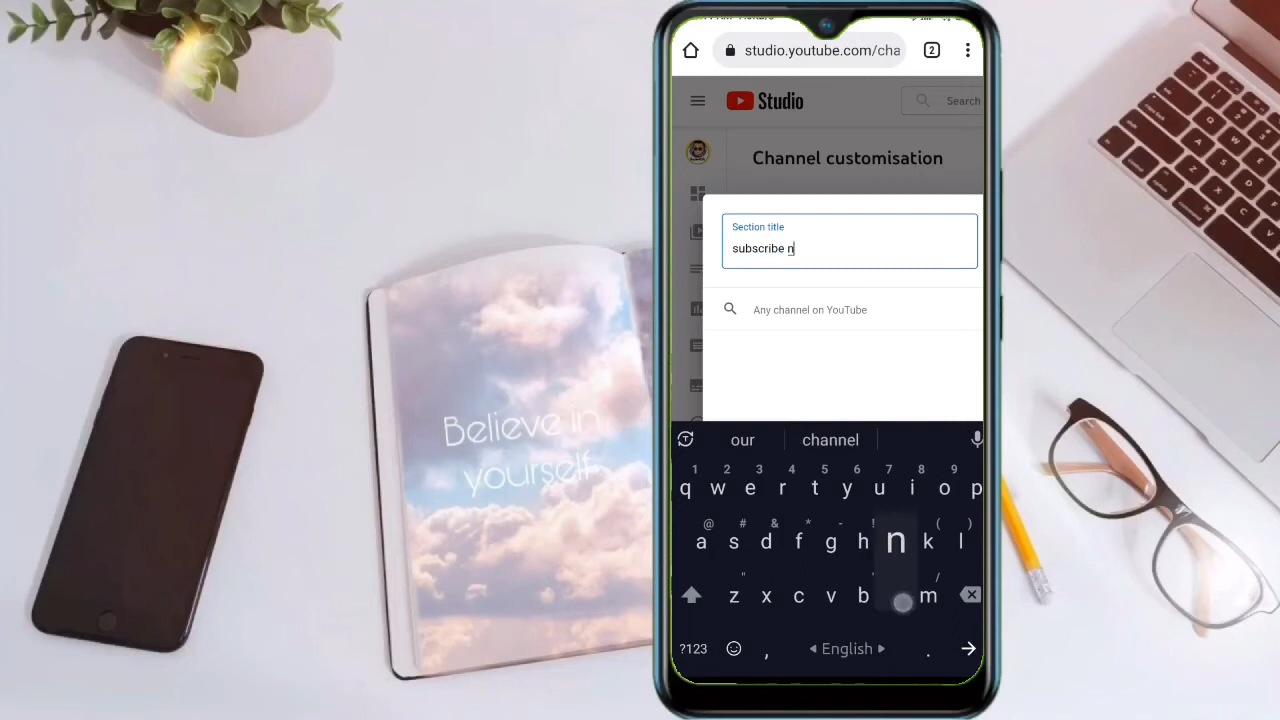 studio.youtube.com/cha
2
Studio
Search
Channel customisation
Section title
subscribe n
Any channel on YouTube
Believe in
yourself
our channel
1 2 3 4 5 6 7 8 9
q w e r t y u i o p
@ # & * - ! ( )
a s d f g h n k l
" ' /
z x c v b m
?123 , English .